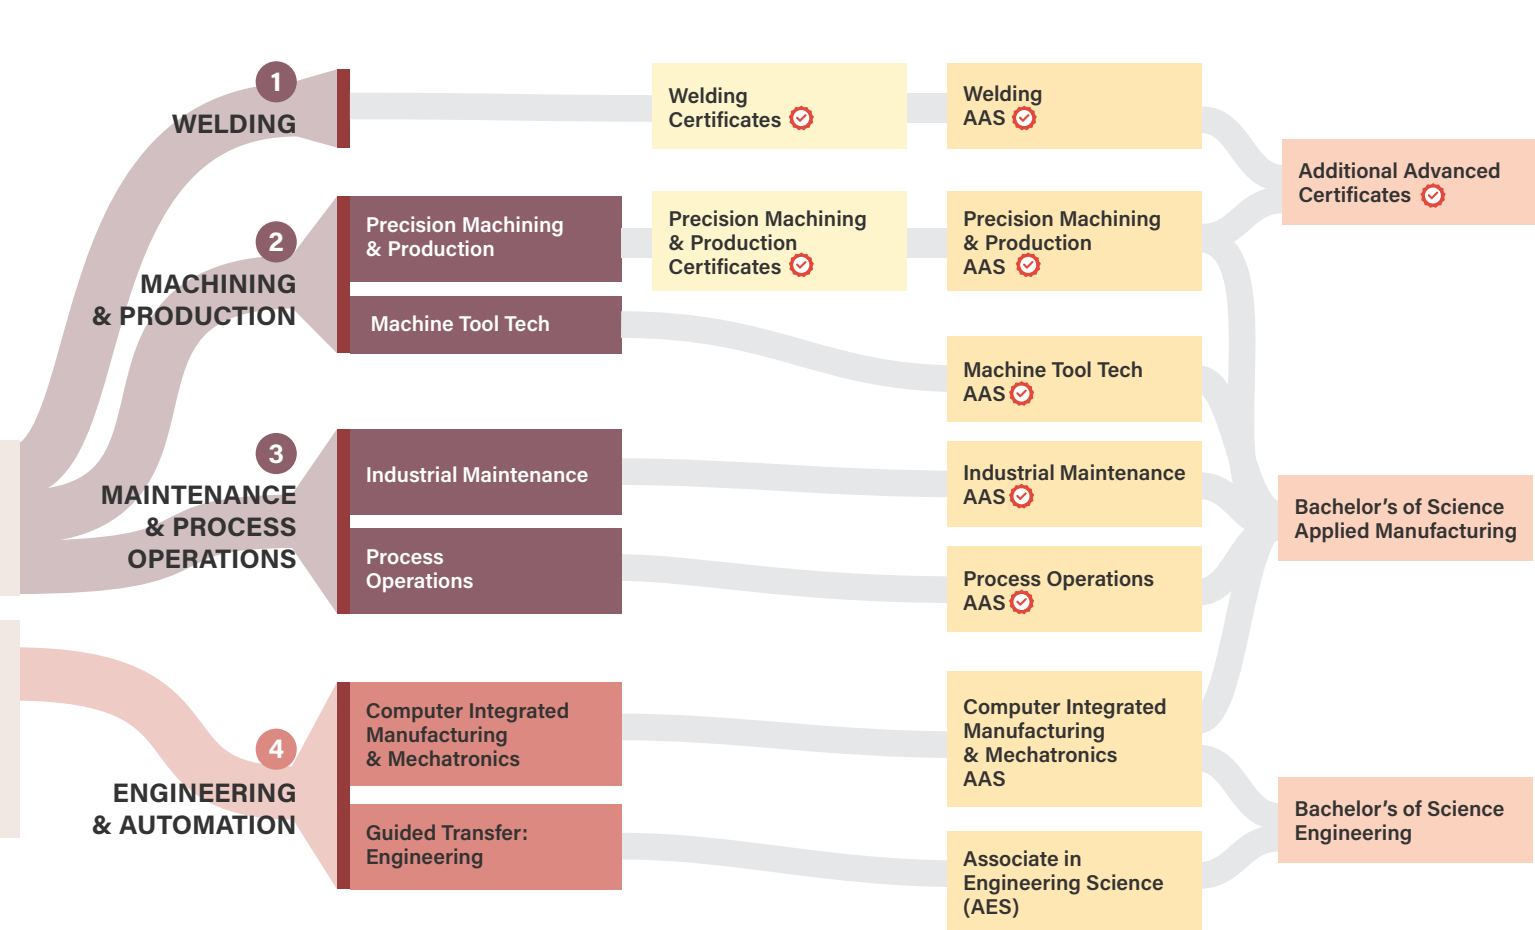 1
WELDING
Welding
Certificates
Welding
AAS
Additional Advanced
Certificates
2
MACHINING
& PRODUCTION
Precision Machining
& Production
Precision Machining
& Production
Certificates
Precision Machining
& Production
AAS
Machine Tool Tech
Machine Tool Tech
AAS
3
MAINTENANCE
& PROCESS
OPERATIONS
Industrial Maintenance
Industrial Maintenance
AAS
Process
Operations
Process Operations
AAS
Bachelor’s of Science
Applied Manufacturing
4
ENGINEERING
& AUTOMATION
Computer Integrated
Manufacturing
& Mechatronics
Computer Integrated
Manufacturing
& Mechatronics
AAS
Guided Transfer:
Engineering
Associate in
Engineering Science
(AES)
Bachelor’s of Science
Engineering